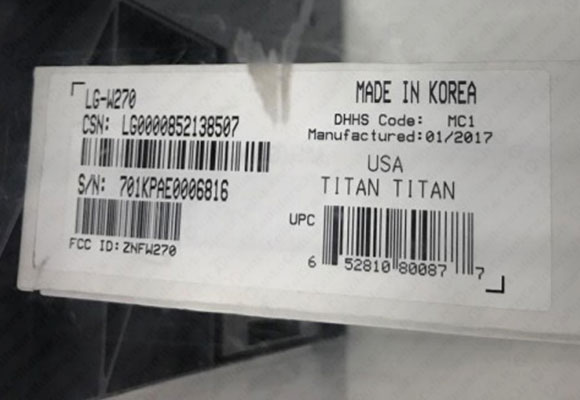 LG-W270
CSN: LG0000852138507
S/N: 701KPAE0006816
FCC ID:ZNFW270
MADE IN KOREA
DHHS Code: MC1
Manufactured:01/2017
USA
TITAN TITAN
UPC
6 52810 80087 7